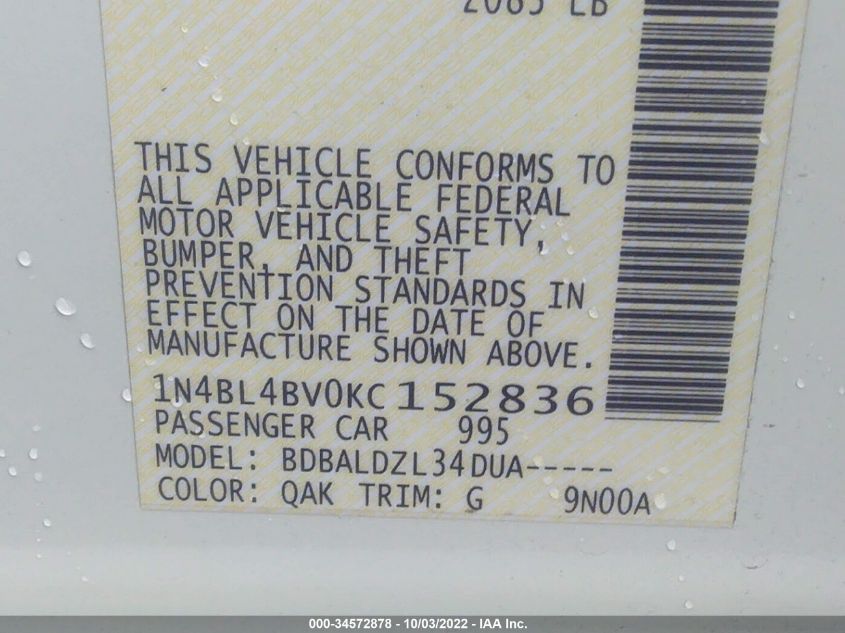 2085 LB
THIS VEHICLE CONFORMS TO
ALL APPLICABLE FEDERAL
MOTOR VEHICLE SAFETY,
BUMPER, AND THEFT
PREVENTION STANDARDS IN
EFFECT ON THE DATE OF
MANUFACTURE SHOWN ABOVE.
1N4BL4BV0KC152836
PASSENGER CAR 995
MODEL: BDBALDZL34DUA-----
COLOR: QAK TRIM: G 9N00A
000-34572878 - 10/03/2022 - IAA Inc.